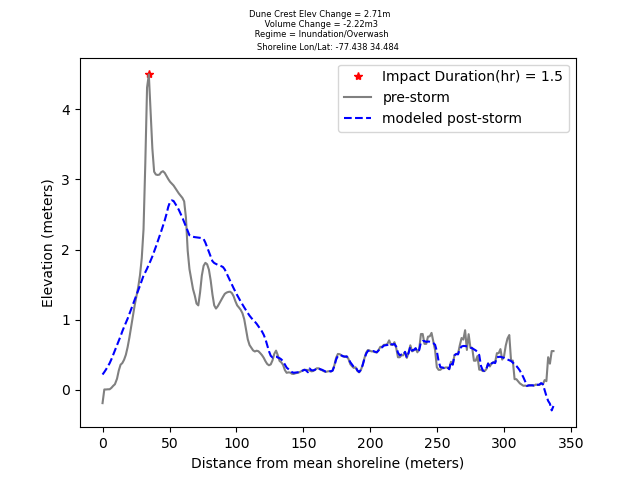 Dune Crest Elev Change = 2.71m
Volume Change = -2.22m3
Regime = Inundation/Overwash
Shoreline Lon/Lat: -77.438 34.484
Impact Duration(hr) = 1.5
pre-storm
modeled post-storm
Elevation (meters)
4
3
2
1
0
0 50 100 150 200 250 300 350
Distance from mean shoreline (meters)